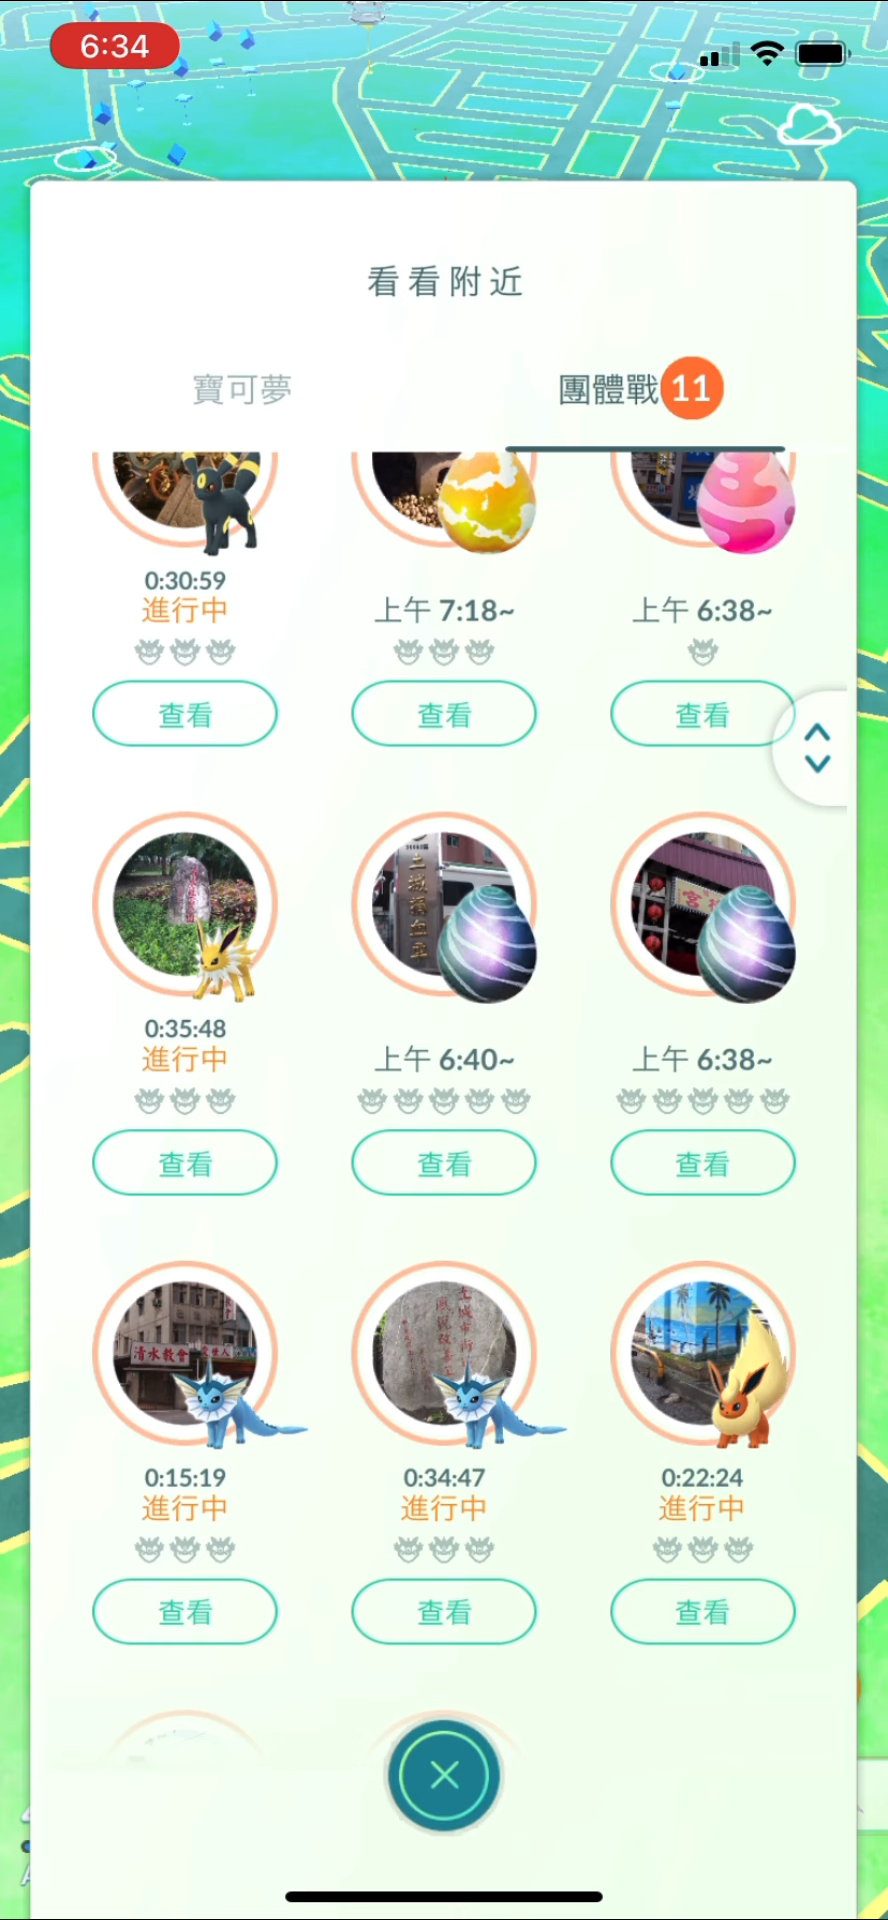 6:34
看看附近
寶可夢
團體戰 11
0:30:59
進行中
上午 7:18~
上午 6:38~
查看
查看
查看
0:35:48
進行中
上午 6:40~
上午 6:38~
查看
查看
查看
清水教會
0:15:19
進行中
0:34:47
進行中
0:22:24
進行中
查看
查看
查看